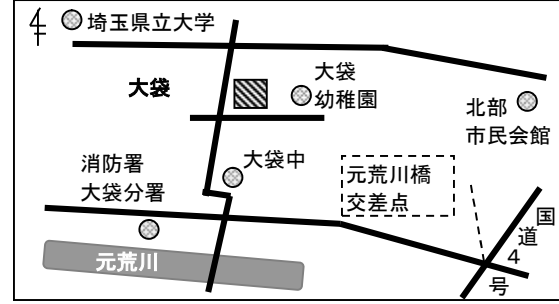 埼玉県立大学
大袋
大袋
幼稚園
北部
市民会館
消防署
大袋分署
大袋中
元荒川橋
交差点
国道4号
元荒川